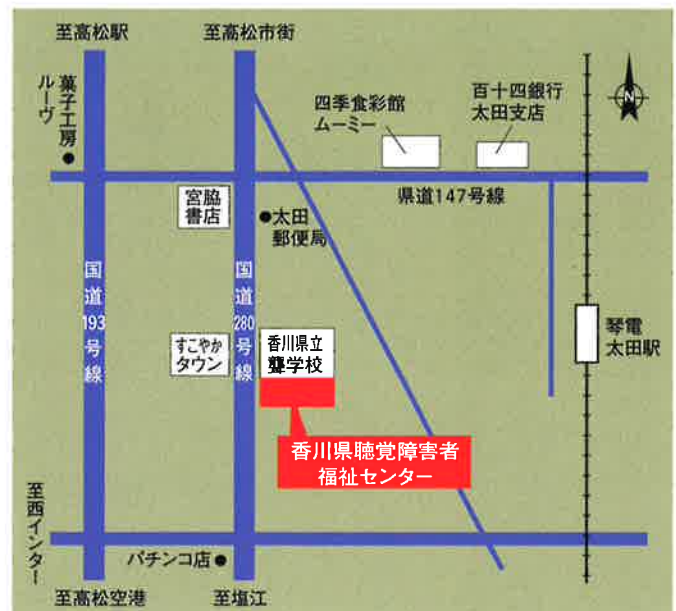 至高松駅
至高松市街
菓子工房
ルーヴ
四季食彩館
ムーミー
百十四銀行
太田支店
N
県道147号線
宮脇
書店
太田
郵便局
国道193号線
国道280号線
すこやか
タウン
香川県立
聾学校
琴電
太田駅
香川県聴覚障害者
福祉センター
至西インター
パチンコ店
至高松空港
至塩江